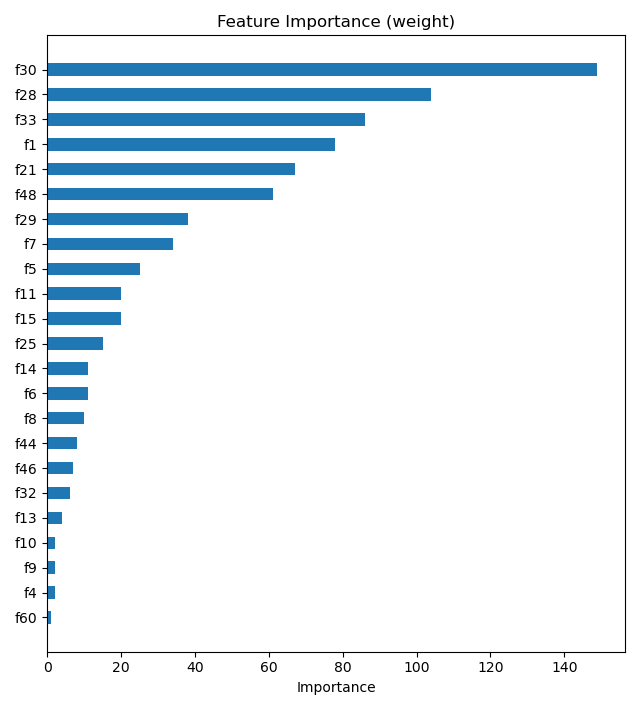 Feature Importance (weight)
f30
f28
f33
f1
f21
f48
f29
f7
f5
f11
f15
f25
f14
f6
f8
f44
f46
f32
f13
f10
f9
f4
f60
0 20 40 60 80 100 120 140
Importance